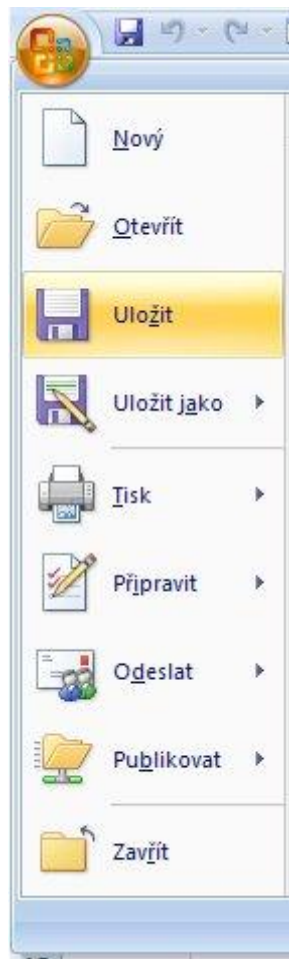 Nový
Otevřít
Uložit
Uložit jako
Tisk
Připravit
Odeslat
Publikovat
Zavřít